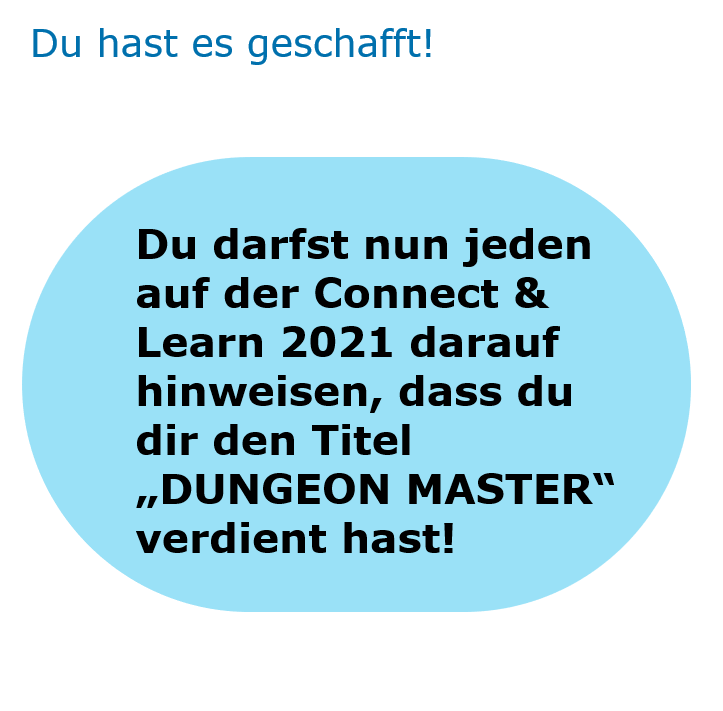 Du hast es geschafft!
Du darfst nun jeden
auf der Connect &
Learn 2021 darauf
hinweisen, dass du
dir den Titel
„DUNGEON MASTER“
verdient hast!